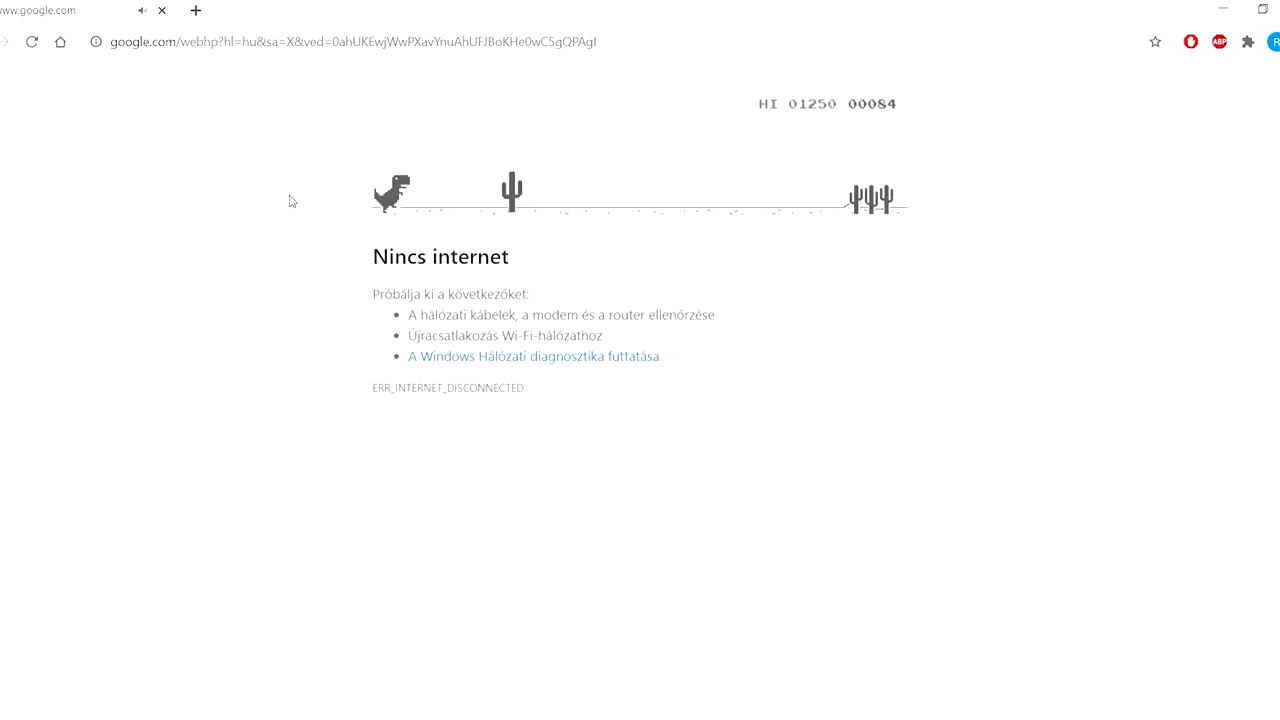 www.google.com
google.com/webhp?hl=hu&sa=X&ved=0ahUKEwjWwPXavYnuAhUFJBoKHe0wC5gQPAgI
ABP
R
HI 01250 00084
Nincs internet
Próbálja ki a következőket:
A hálózati kábelek, a modem és a router ellenőrzése
Újracsatlakozás Wi-Fi-hálózathoz
A Windows Hálózati diagnosztika futtatása
ERR_INTERNET_DISCONNECTED